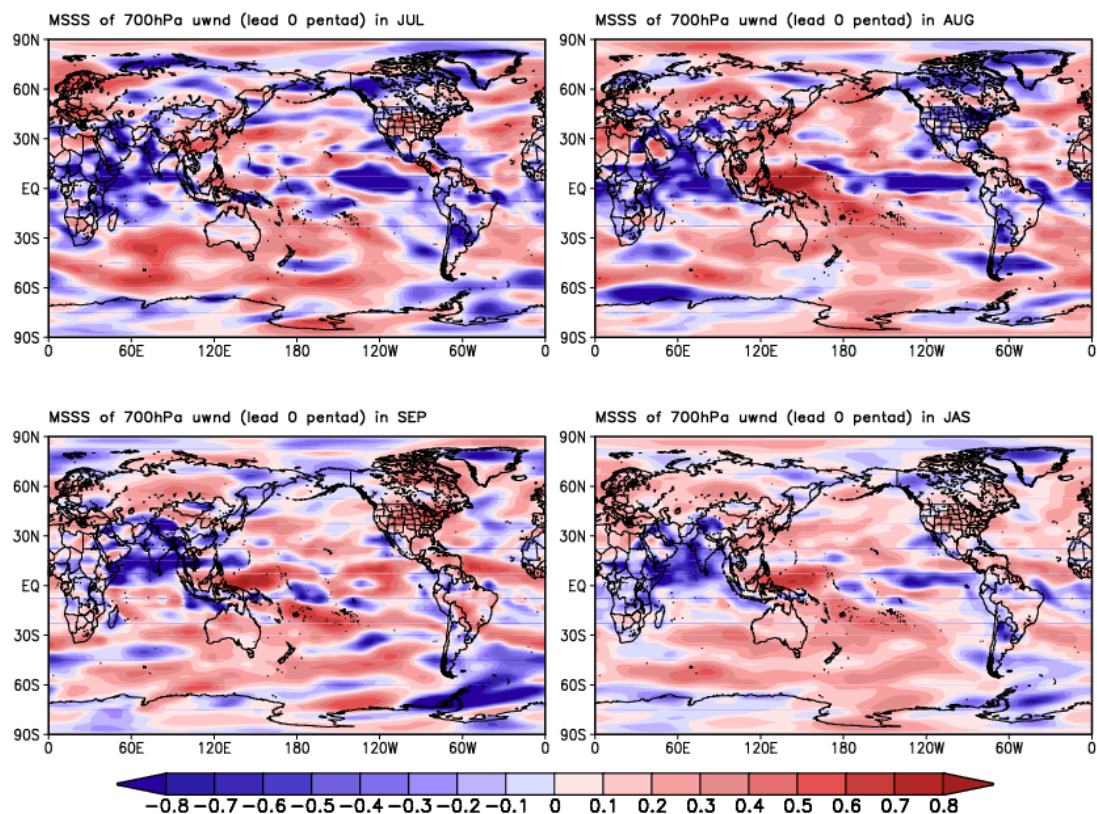 MSSS of 700hPa uwnd (lead 0 pentad) in JUL
MSSS of 700hPa uwnd (lead 0 pentad) in AUG
90N
60N
30N
EQ
30S
60S
90S
0 60E 120E 180 120W 60W 0
90N
60N
30N
EQ
30S
60S
90S
0 60E 120E 180 120W 60W 0
MSSS of 700hPa uwnd (lead 0 pentad) in SEP
MSSS of 700hPa uwnd (lead 0 pentad) in JAS
90N
60N
30N
EQ
30S
60S
90S
0 60E 120E 180 120W 60W 0
90N
60N
30N
EQ
30S
60S
90S
0 60E 120E 180 120W 60W 0
-0.8 -0.7 -0.6 -0.5 -0.4 -0.3 -0.2 -0.1 0 0.1 0.2 0.3 0.4 0.5 0.6 0.7 0.8